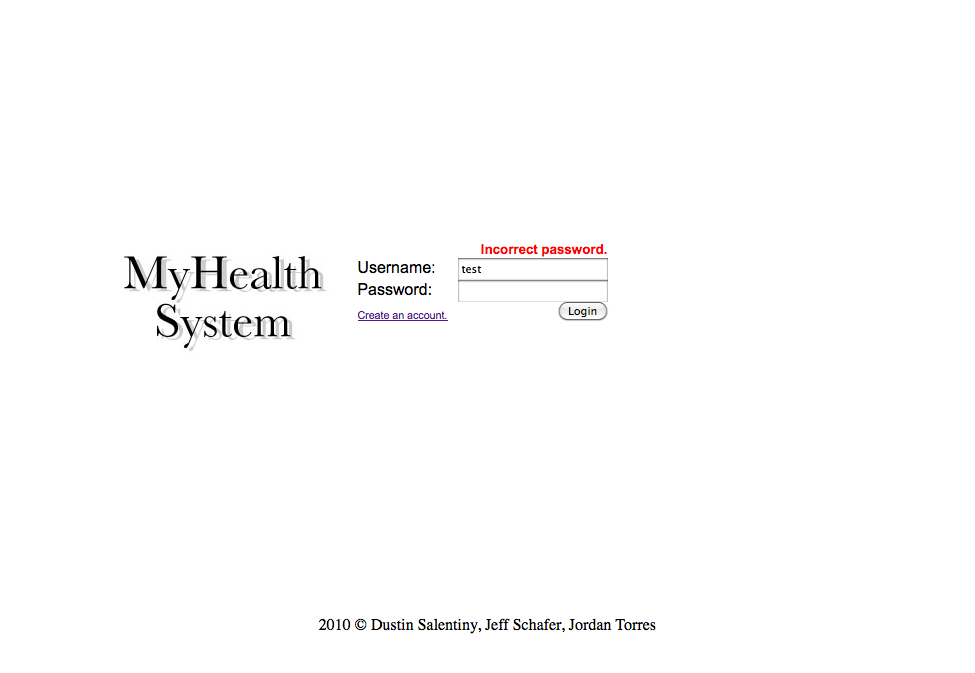 MyHealth
System
Incorrect password.
Username: test
Password:
Create an account.
Login
2010 © Dustin Salentiny, Jeff Schafer, Jordan Torres